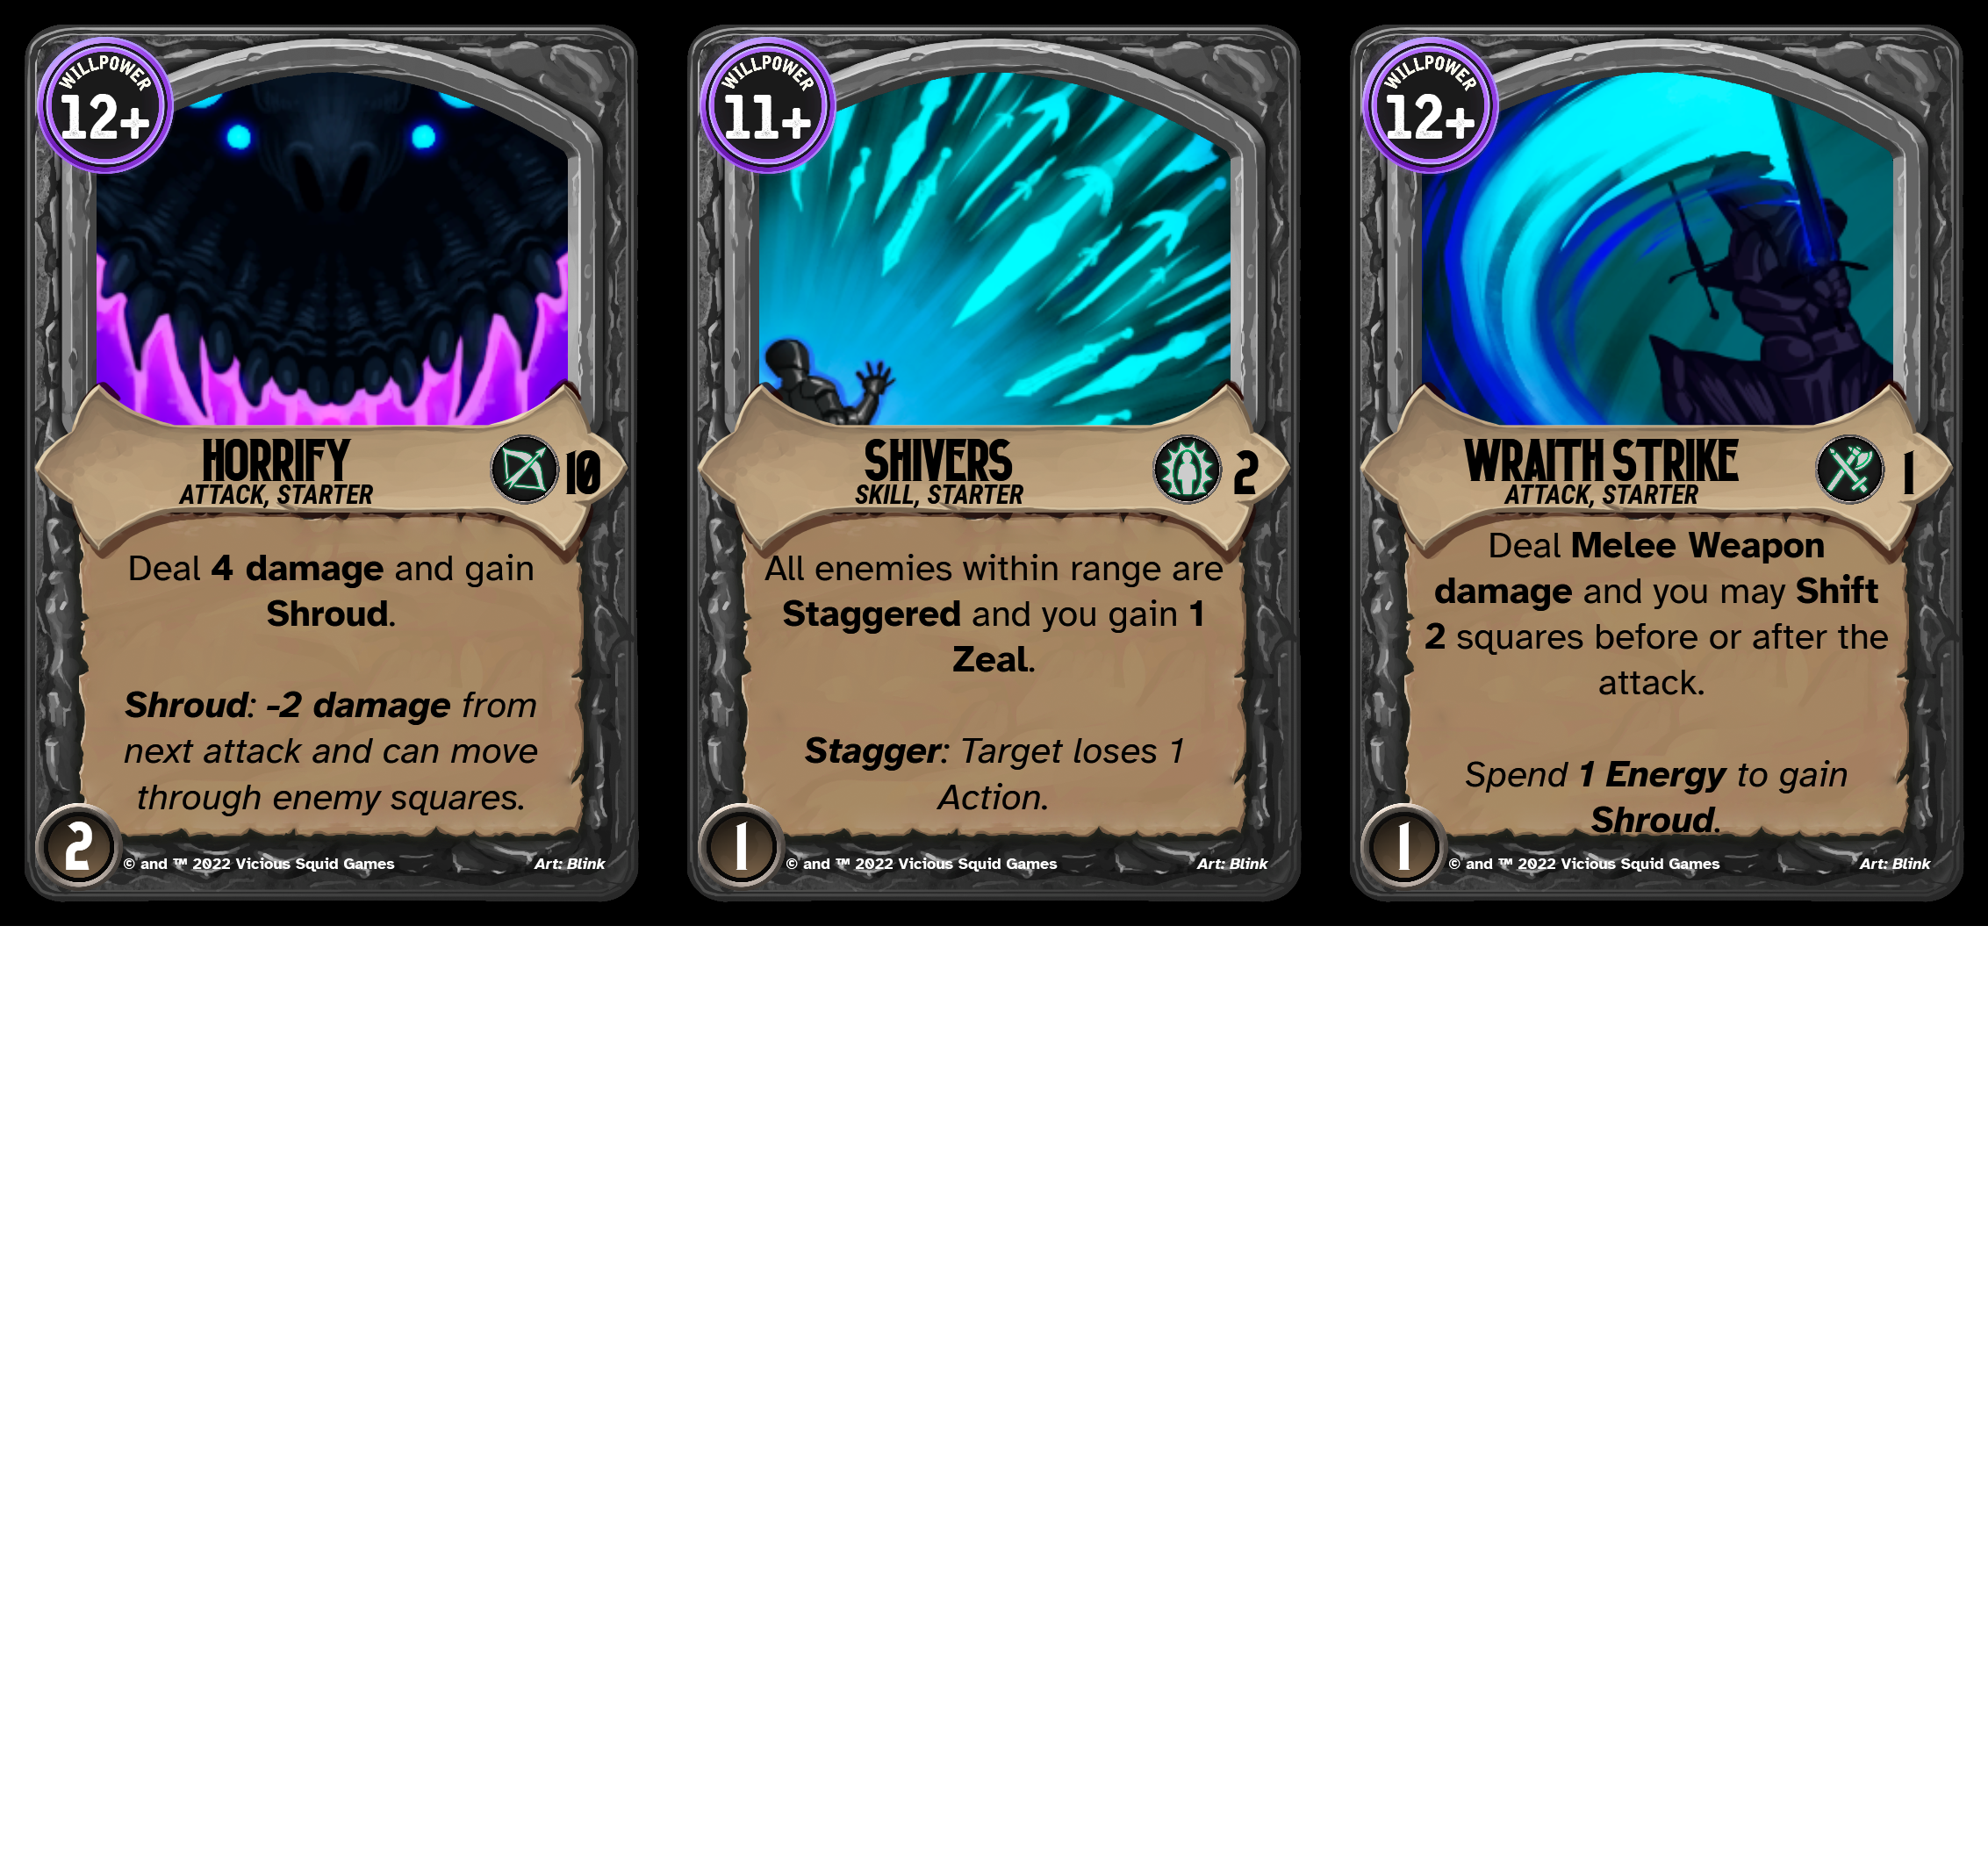 WILLPOWER
12+
HORRIFY
ATTACK, STARTER
10
Deal 4 damage and gain
Shroud.
Shroud: -2 damage from
next attack and can move
through enemy squares.
2
© and ™ 2022 Vicious Squid Games
Art: Blink
WILLPOWER
11+
SHIVERS
SKILL, STARTER
2
All enemies within range are
Staggered and you gain 1
Zeal.
Stagger: Target loses 1
Action.
1
© and ™ 2022 Vicious Squid Games
Art: Blink
WILLPOWER
12+
WRAITH STRIKE
ATTACK, STARTER
1
Deal Melee Weapon
damage and you may Shift
2 squares before or after the
attack.
Spend 1 Energy to gain
Shroud.
1
© and ™ 2022 Vicious Squid Games
Art: Blink